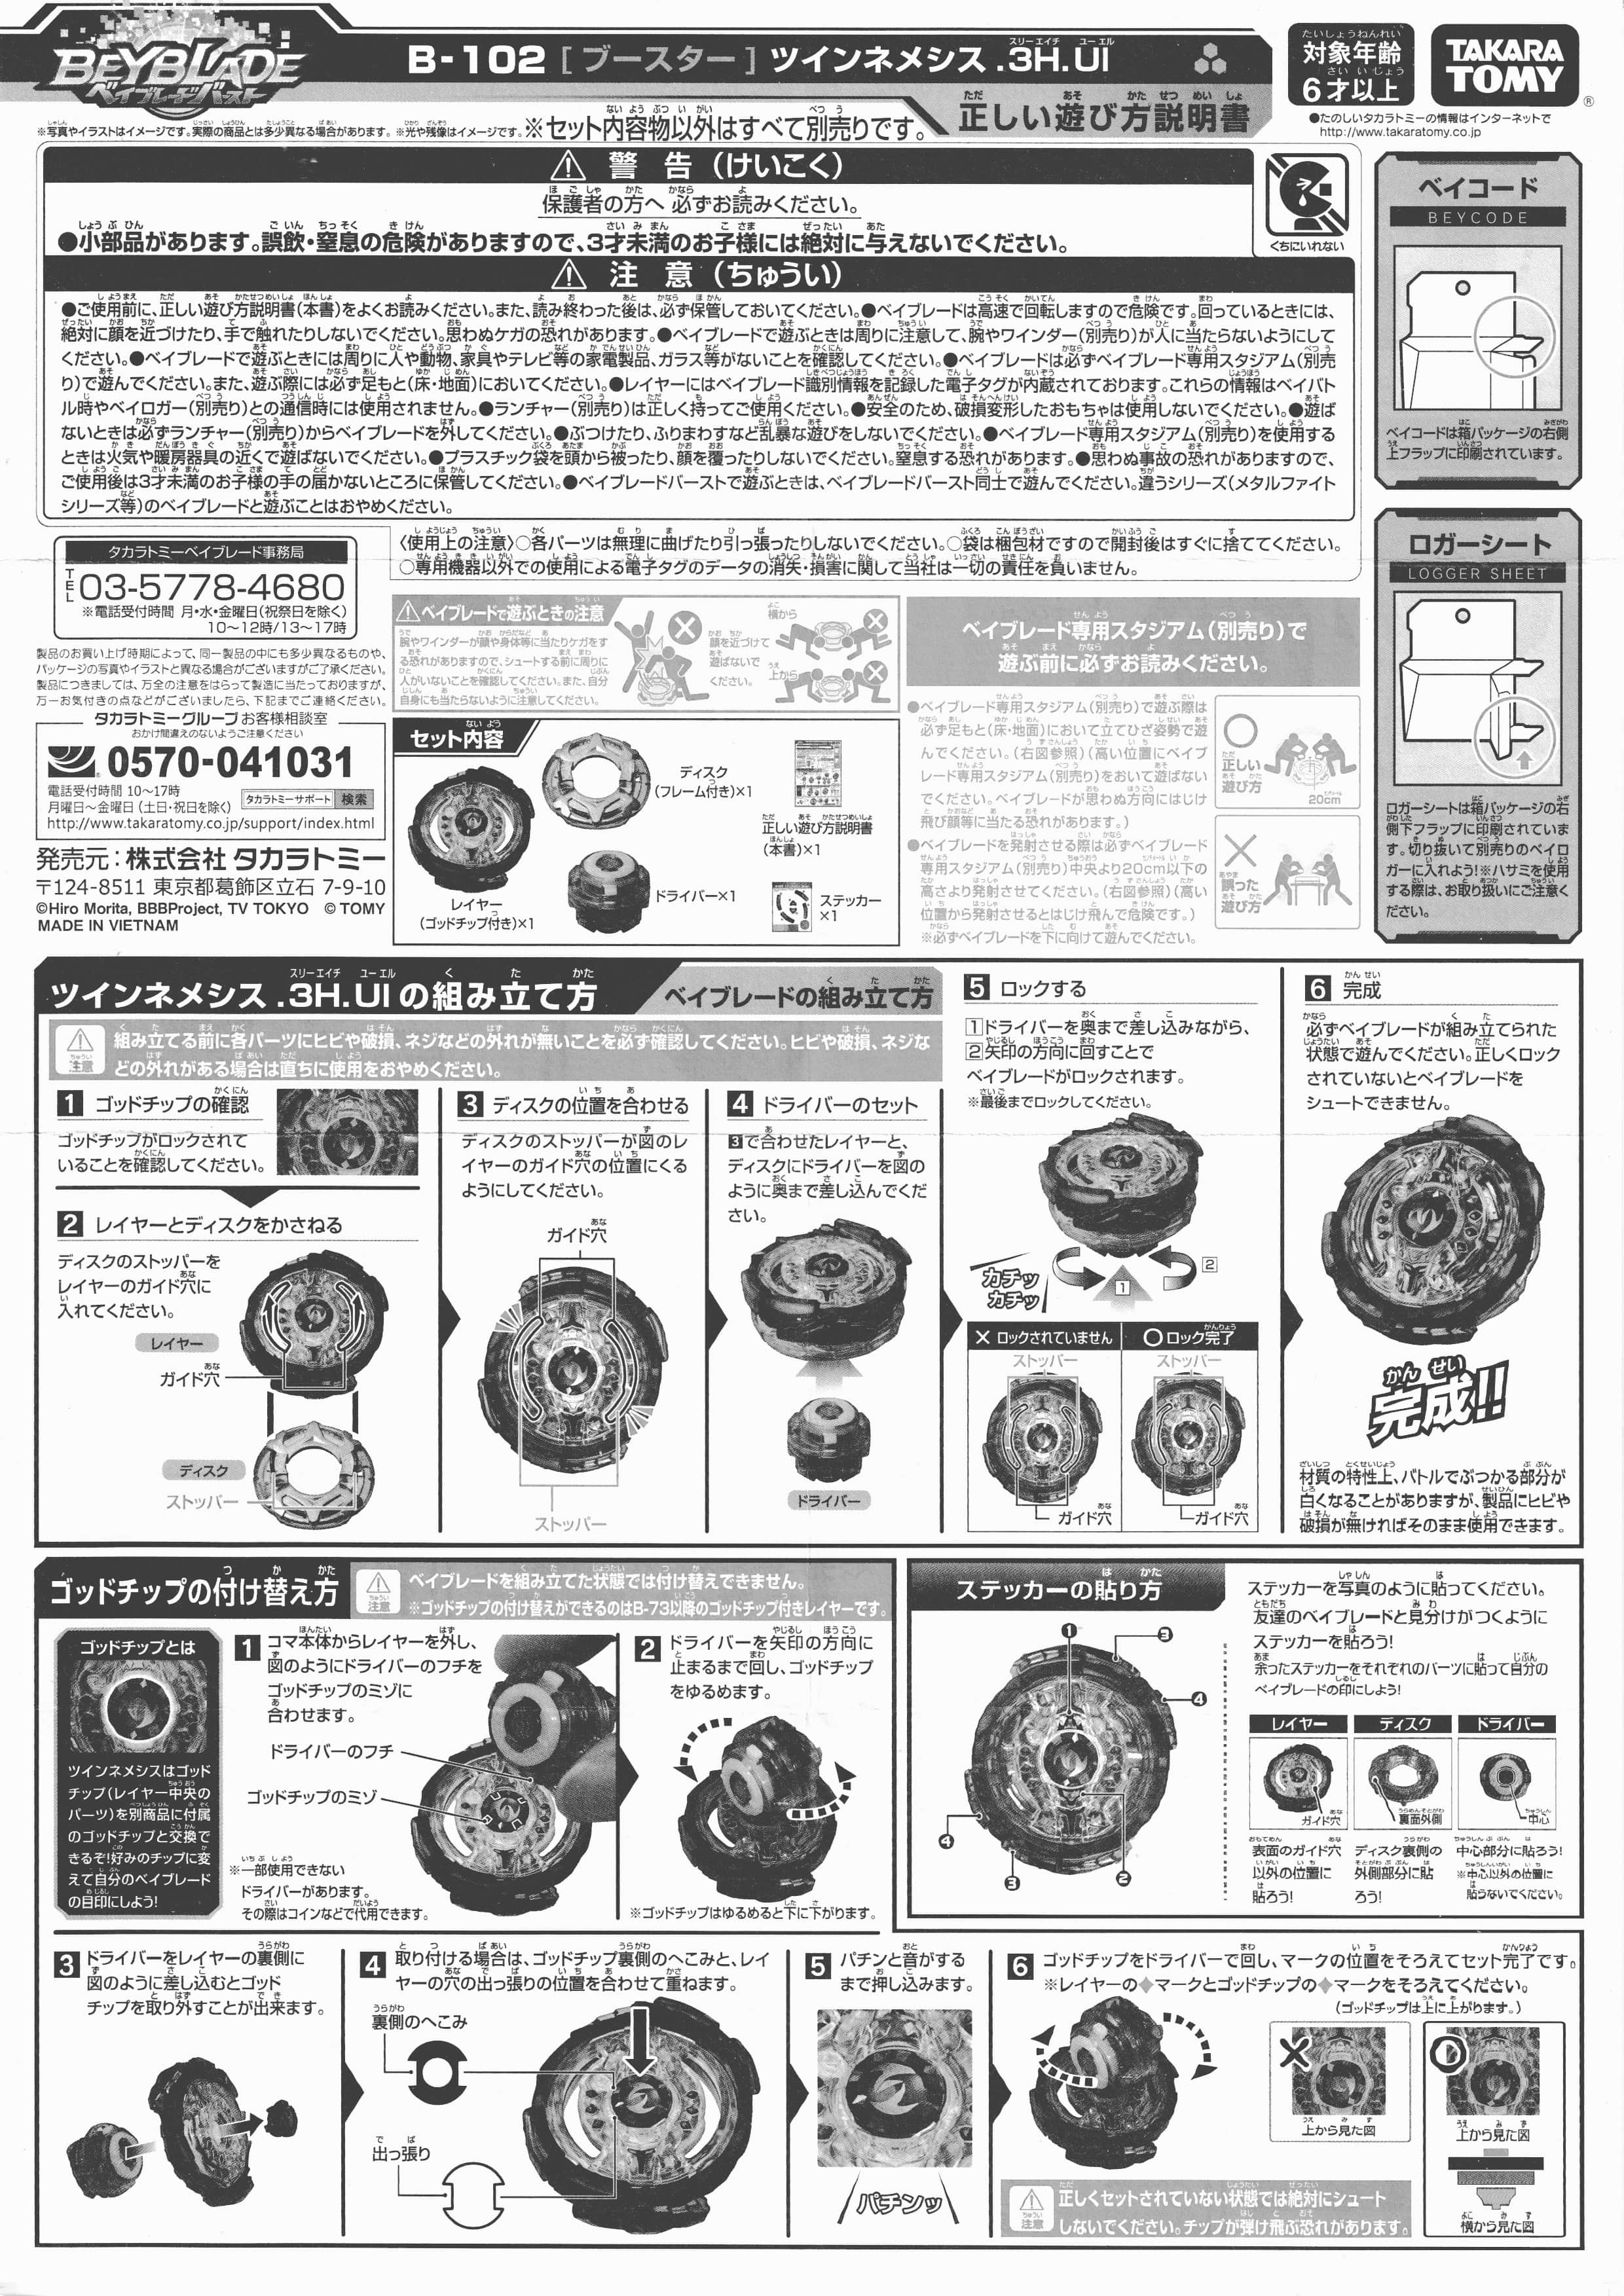 BEYBLADE
ベイブレードバースト
B-102 [ブースター] ツインネメシス .3H.Ul
スリーエイチ ユーエル
正しい遊び方説明書
対象年齢
6才以上
TAKARA
TOMY
®
●たのしいタカラトミーの情報はインターネットで
http://www.takaratomy.co.jp
※写真やイラストはイメージです。実際の商品とは多少異なる場合があります。※光や残像はイメージです。※セット内容物以外はすべて別売りです。
警 告 (けいこく)
保護者の方へ 必ずお読みください。
●小部品があります。誤飲・窒息の危険がありますので、3才未満のお子様には絶対に与えないでください。
くちにいれない
注 意 (ちゅうい)
●ご使用前に、正しい遊び方説明書(本書)をよくお読みください。また、読み終わった後は、必ず保管しておいてください。●ベイブレードは高速で回転しますので危険です。回っているときには、
絶対に顔を近づけたり、手で触れたりしないでください。思わぬケガの恐れがあります。●ベイブレードで遊ぶときは周りに注意して、腕やワインダー(別売り)が人に当たらないようにして
ください。●ベイブレードで遊ぶときには周りに人や動物、家具やテレビ等の家電製品、ガラス等がないことを確認してください。●ベイブレードは必ずベイブレード専用スタジアム(別売
り)で遊んでください。また、遊ぶ際には必ず足もと(床・地面)においてください。●レイヤーにはベイブレード識別情報を記録した電子タグが内蔵されております。これらの情報はベイバト
ル時やベイロガー(別売り)との通信時には使用されません。●ランチャー(別売り)は正しく持ってご使用ください。●安全のため、破損変形したおもちゃは使用しないでください。●遊ば
ないときは必ずランチャー(別売り)からベイブレードを外してください。●ぶつけたり、ふりまわすなど乱暴な遊びをしないでください。●ベイブレード専用スタジアム(別売り)を使用する
ときは火気や暖房器具の近くで遊ばないでください。●プラスチック袋を頭から被ったり、顔を覆ったりしないでください。窒息する恐れがあります。●思わぬ事故の恐れがありますので、
ご使用後は3才未満のお子様の手の届かないところに保管してください。●ベイブレードバーストで遊ぶときは、ベイブレードバースト同士で遊んでください。違うシリーズ(メタルファイト
シリーズ等)のベイブレードと遊ぶことはおやめください。
〈使用上の注意〉○各パーツは無理に曲げたり引っ張ったりしないでください。○袋は梱包材ですので開封後はすぐに捨ててください。
○専用機器以外での使用による電子タグのデータの消失・損害に関して当社は一切の責任を負いません。
ベイコード
BEYCODE
ベイコードは箱パッケージの右側
上フラップに印刷されています。
ロガーシート
LOGGER SHEET
ロガーシートは箱パッケージの右
側下フラップに印刷されていま
す。切り抜いて別売りのベイロ
ガーに入れよう!※ハサミを使用
する際は、お取り扱いにご注意く
ださい。
タカラトミーベイブレード事務局
TEL
03-5778-4680
※電話受付時間 月・水・金曜日(祝祭日を除く)
10〜12時/13〜17時
製品のお買い上げ時期によって、同一製品の中にも多少異なるものや、
パッケージの写真やイラストと異なる場合がございますがご了承ください。
製品につきましては、万全の注意をはらって製造に当たっておりますが、
万一お気付きの点などがございましたら、下記までご連絡ください。
タカラトミーグループ お客様相談室
おかけ間違えのないようご注意ください
0570-041031
電話受付時間 10〜17時
月曜日〜金曜日(土日・祝日を除く)
タカラトミーサポート 検索
http://www.takaratomy.co.jp/support/index.html
発売元:株式会社 タカラトミー
〒124-8511 東京都葛飾区立石 7-9-10
©Hiro Morita, BBBProject, TV TOKYO © TOMY
MADE IN VIETNAM
ベイブレードで遊ぶときの注意
腕やワインダーが顔や身体等に当たりケガをす
る恐れがありますので、シュートする前に周りに
人がいないことを確認してください。また、自分
自身にも当たらないように注意してください。
顔を近づけて
遊ばないで
ください。
横から
上から
セット内容
レイヤー
(ゴッドチップ付き)×1
ディスク
(フレーム付き)×1
ドライバー×1
正しい遊び方説明書
(本書)×1
ステッカー
×1
ベイブレード専用スタジアム(別売り)で
遊ぶ前に必ずお読みください。
●ベイブレード専用スタジアム(別売り)で遊ぶ際は
必ず足もと(床・地面)において立てひざ姿勢で遊
んでください。(右図参照)(高い位置にベイブ
レード専用スタジアム(別売り)をおいて遊ばない
でください。ベイブレードが思わぬ方向にはじけ
飛び顔等に当たる恐れがあります。)
●ベイブレードを発射させる際は必ずベイブレード
専用スタジアム(別売り)中央より20cm以下の
高さより発射させてください。(右図参照)(高い
位置から発射させるとはじけ飛んで危険です。)
※必ずベイブレードを下に向けて遊んでください。
正しい
遊び方
20cm
誤った
遊び方
ツインネメシス .3H.Ul の組み立て方
ベイブレードの組み立て方
注意
組み立てる前に各パーツにヒビや破損、ネジなどの外れが無いことを必ず確認してください。ヒビや破損、ネジな
どの外れがある場合は直ちに使用をおやめください。
1 ゴッドチップの確認
ゴッドチップがロックされて
いることを確認してください。
2 レイヤーとディスクをかさねる
ディスクのストッパーを
レイヤーのガイド穴に
入れてください。
レイヤー
ガイド穴
ディスク
ストッパー
3 ディスクの位置を合わせる
ディスクのストッパーが図のレ
イヤーのガイド穴の位置にくる
ようにしてください。
ガイド穴
ストッパー
4 ドライバーのセット
3で合わせたレイヤーと、
ディスクにドライバーを図の
ように奥まで差し込んでくだ
さい。
ドライバー
5 ロックする
1ドライバーを奥まで差し込みながら、
2矢印の方向に回すことで
ベイブレードがロックされます。
※最後までロックしてください。
カチッ
カチッ
1
2
×ロックされていません
○ロック完了
ストッパー
ストッパー
ガイド穴
ガイド穴
6 完成
必ずベイブレードが組み立てられた
状態で遊んでください。正しくロック
されていないとベイブレードを
シュートできません。
完成!!
材質の特性上、バトルでぶつかる部分が
白くなることがありますが、製品にヒビや
破損が無ければそのまま使用できます。
ゴッドチップの付け替え方
注意
ベイブレードを組み立てた状態では付け替えできません。
※ゴッドチップの付け替えができるのはB-73以降のゴッドチップ付きレイヤーです。
ゴッドチップとは
ツインネメシスはゴッド
チップ(レイヤー中央の
パーツ)を別商品に付属
のゴッドチップと交換で
きるぞ!好みのチップに変
えて自分のベイブレード
の目印にしよう!
1 コマ本体からレイヤーを外し、
図のようにドライバーのフチを
ゴッドチップのミゾに
合わせます。
ドライバーのフチ
ゴッドチップのミゾ
※一部使用できない
ドライバーがあります。
その際はコインなどで代用できます。
2 ドライバーを矢印の方向に
止まるまで回し、ゴッドチップ
をゆるめます。
※ゴッドチップはゆるめると下に下がります。
ステッカーの貼り方
1
3
4
4
3
2
ステッカーを写真のように貼ってください。
友達のベイブレードと見分けがつくように
ステッカーを貼ろう!
余ったステッカーをそれぞれのパーツに貼って自分の
ベイブレードの印にしよう!
レイヤー
ディスク
ドライバー
ガイド穴
裏面外側
中心
表面のガイド穴
以外の位置に
貼ろう!
ディスク裏側の
外側部分に貼
ろう!
中心部分に貼ろう!
※中心以外の位置に
貼らないでください。
3 ドライバーをレイヤーの裏側に
図のように差し込むとゴッド
チップを取り外すことが出来ます。
4 取り付ける場合は、ゴッドチップ裏側のへこみと、レイ
ヤーの穴の出っ張りの位置を合わせて重ねます。
裏側のへこみ
出っ張り
5 パチンと音がする
まで押し込みます。
パチンッ
6 ゴッドチップをドライバーで回し、マークの位置をそろえてセット完了です。
※レイヤーの◆マークとゴッドチップの◆マークをそろえてください。
(ゴッドチップは上に上がります。)
上から見た図
上から見た図
横から見た図
注意
正しくセットされていない状態では絶対にシュート
しないでください。チップが弾け飛ぶ恐れがあります。